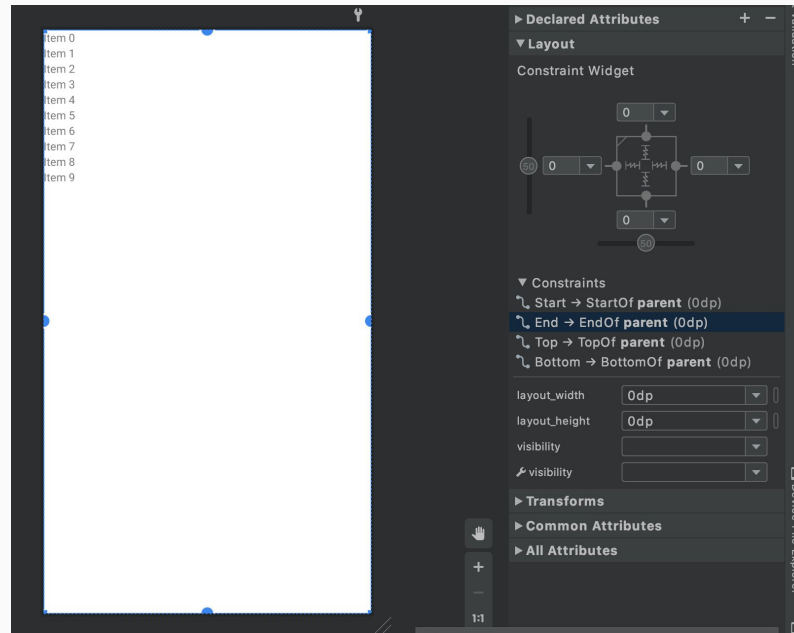 Item 0
Item 1
Item 2
Item 3
Item 4
Item 5
Item 6
Item 7
Item 8
Item 9
1:1
Declared Attributes + −
Layout
Constraint Widget
0
50 0 0
0
50
Constraints
Start → StartOf parent (0dp)
End → EndOf parent (0dp)
Top → TopOf parent (0dp)
Bottom → BottomOf parent (0dp)
layout_width 0dp
layout_height 0dp
visibility
visibility
Transforms
Common Attributes
All Attributes